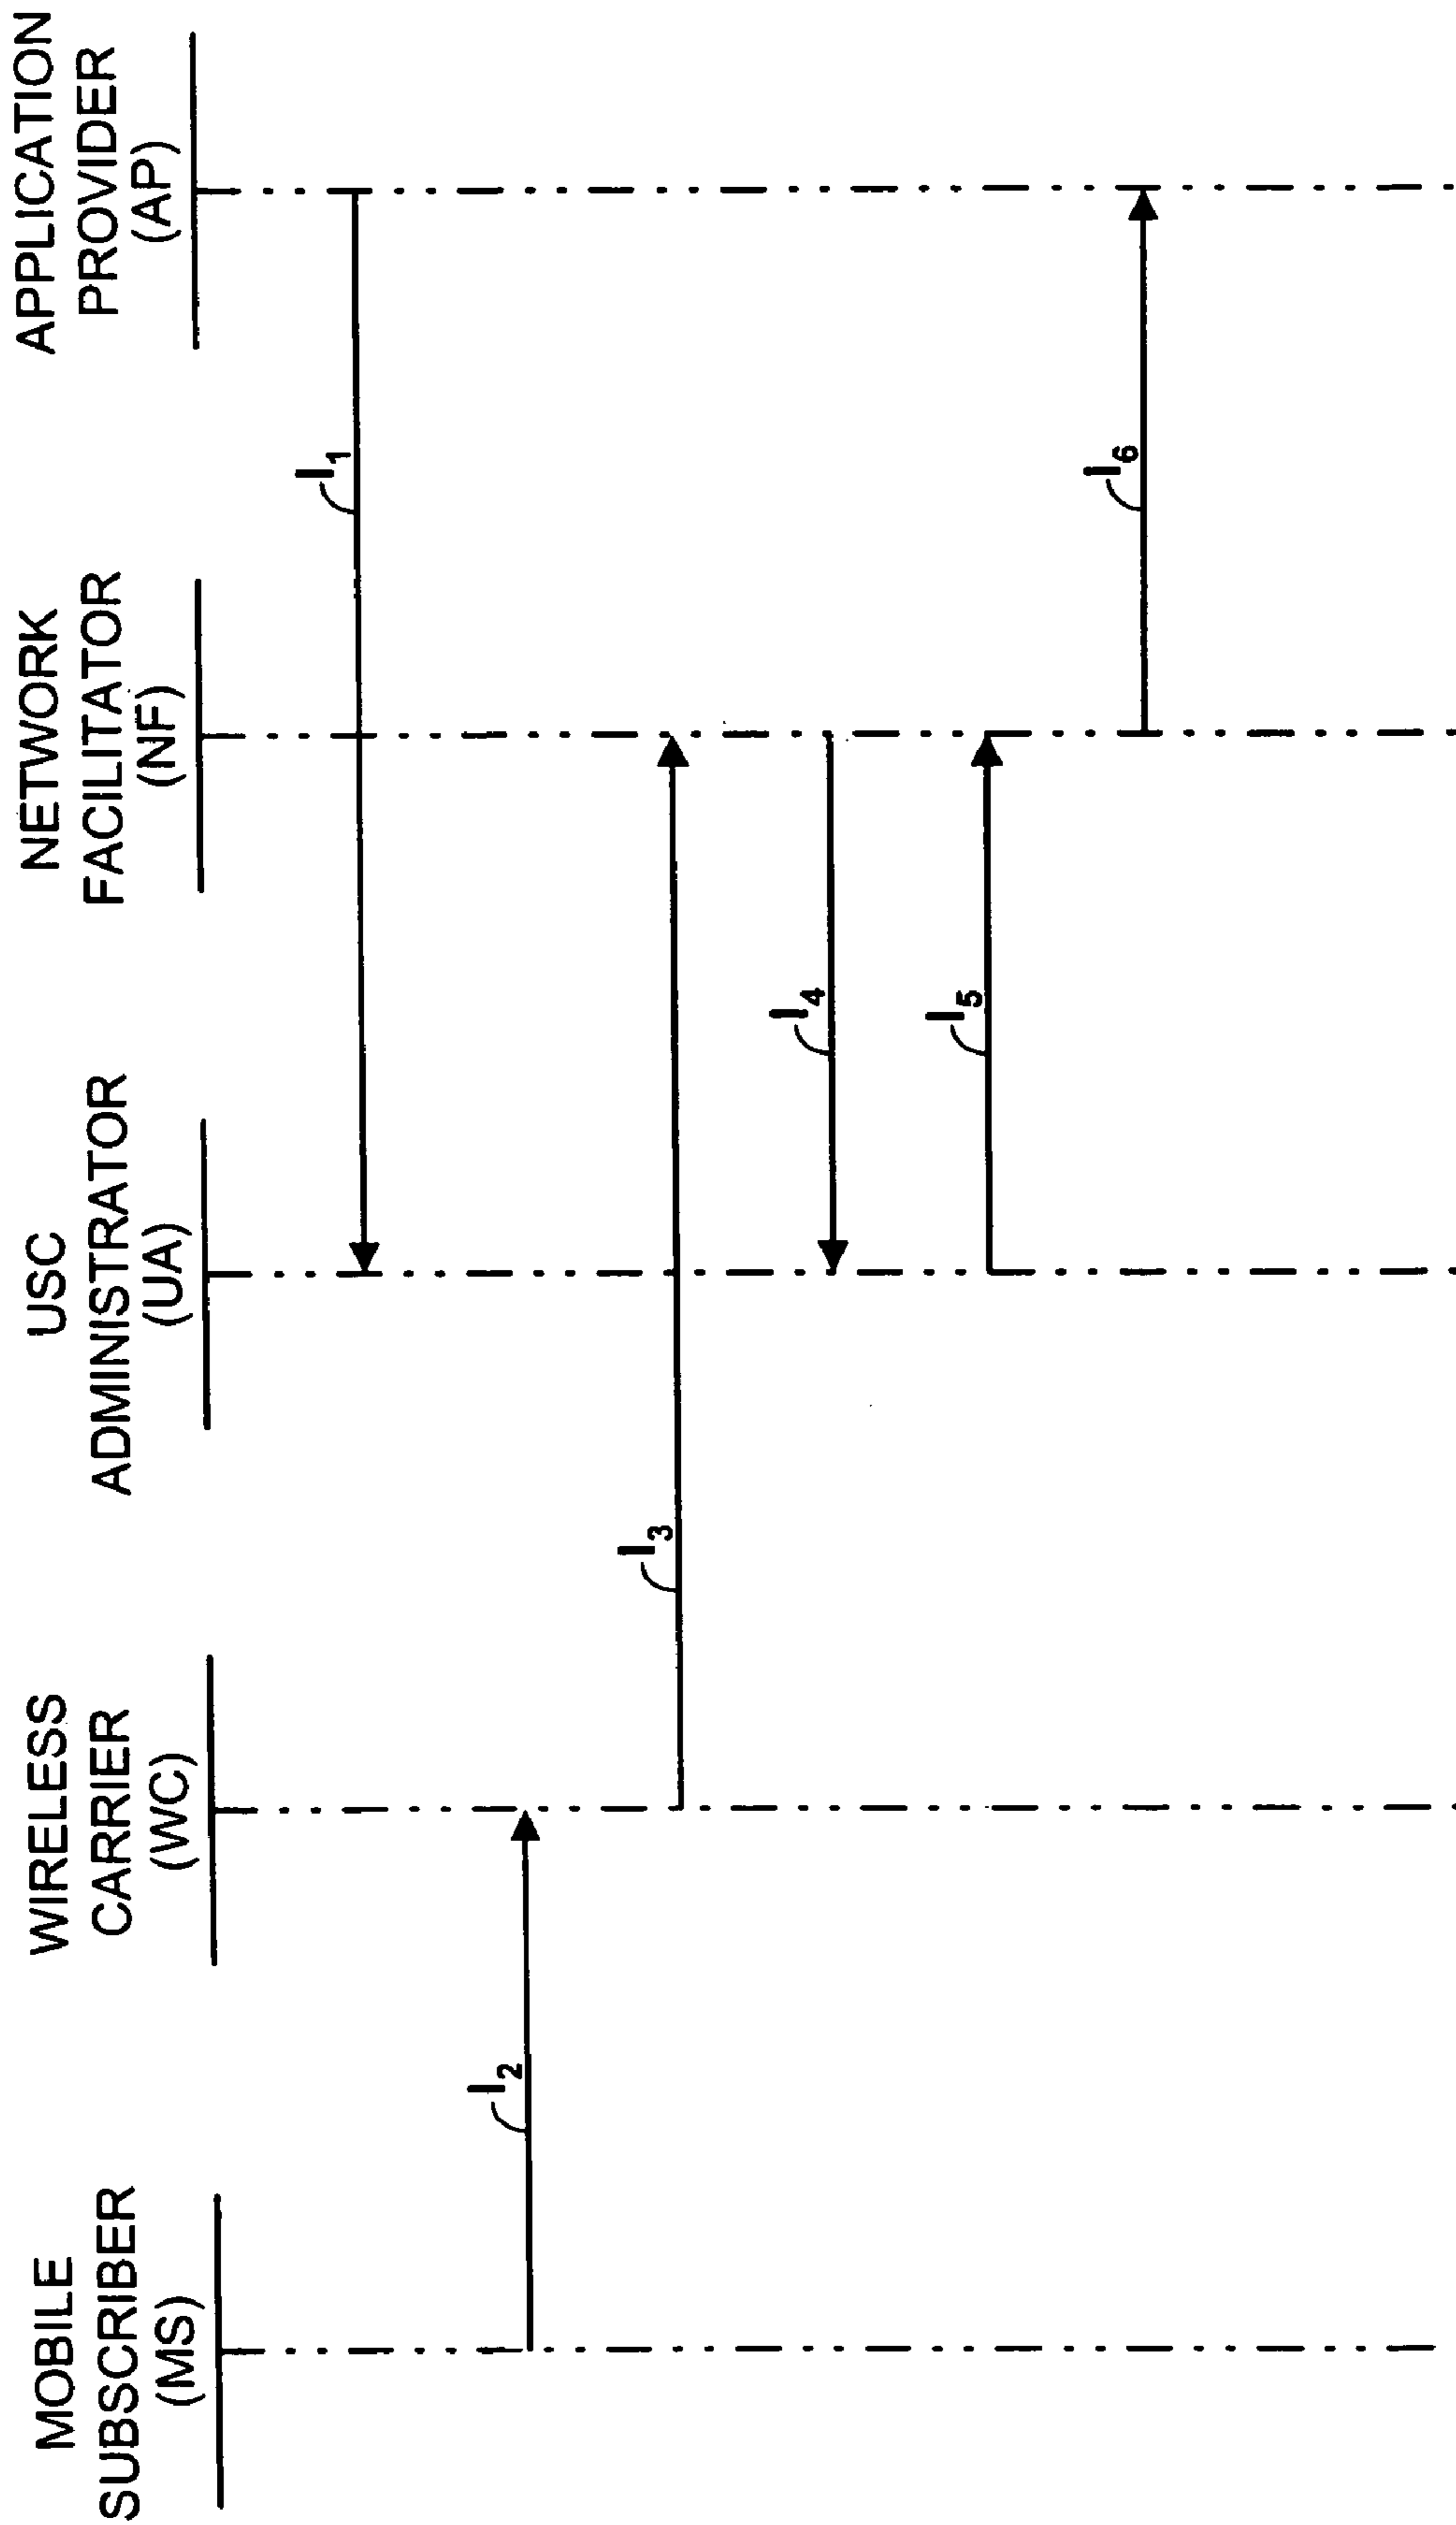 MOBILE
SUBSCRIBER
(MS)
WIRELESS
CARRIER
(WC)
USC
ADMINISTRATOR
(UA)
NETWORK
FACILITATOR
(NF)
APPLICATION
PROVIDER
(AP)
I1
I2
I3
I4
I5
I6